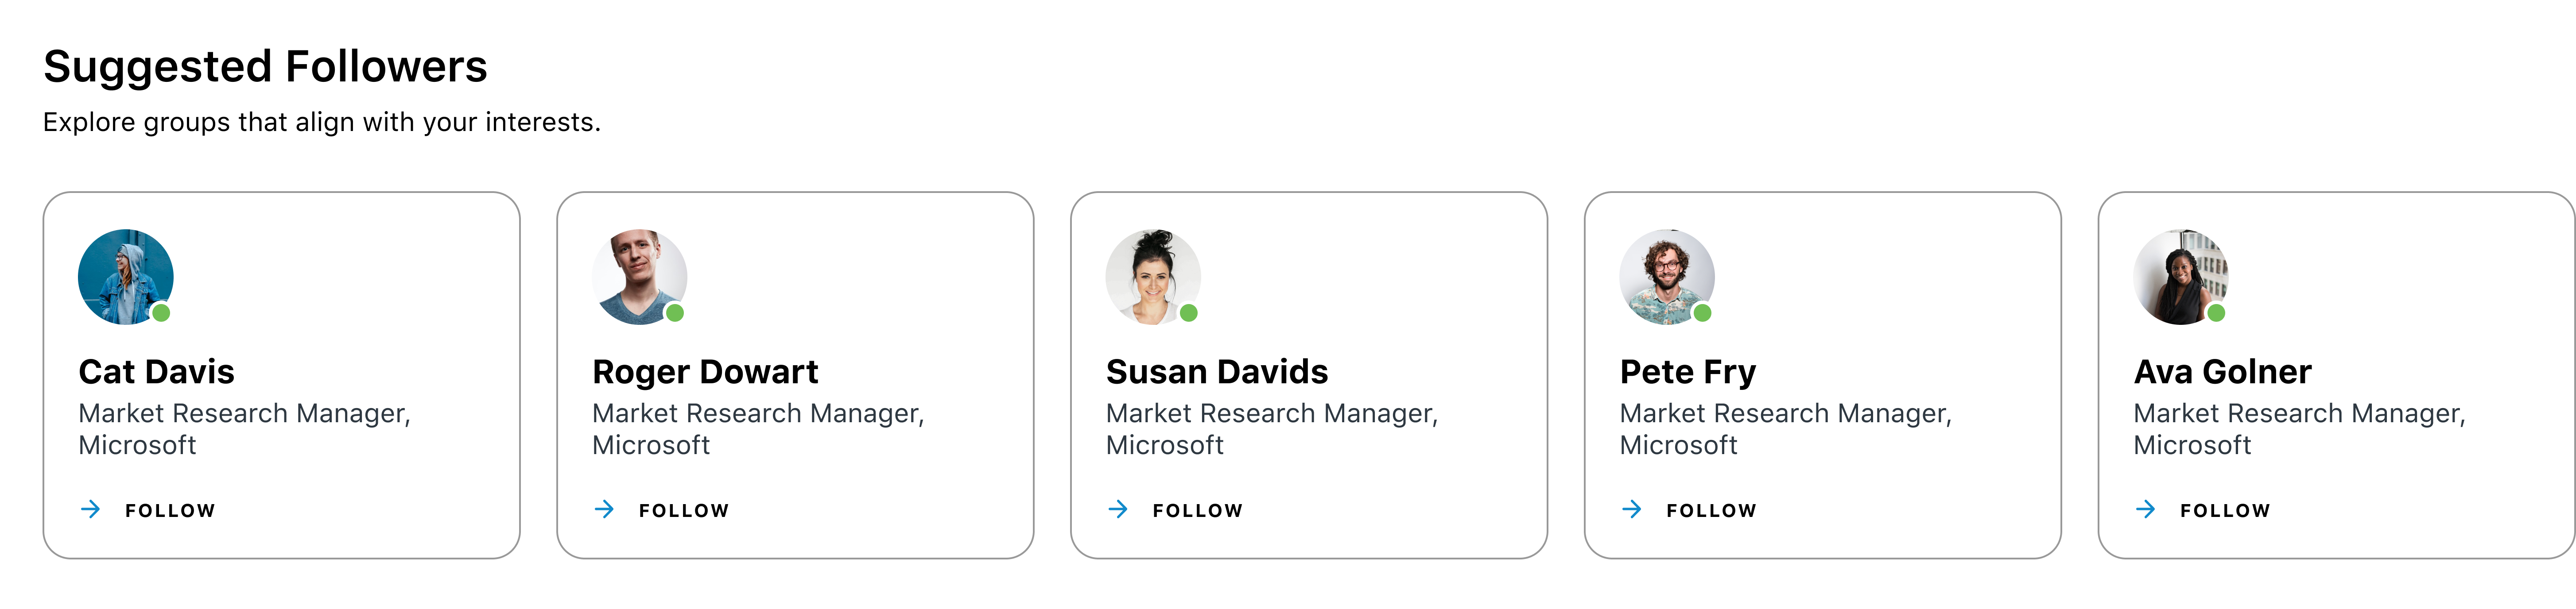 Suggested Followers
Explore groups that align with your interests.
Cat Davis
Market Research Manager,
Microsoft
FOLLOW
Roger Dowart
Market Research Manager,
Microsoft
FOLLOW
Susan Davids
Market Research Manager,
Microsoft
FOLLOW
Pete Fry
Market Research Manager,
Microsoft
FOLLOW
Ava Golner
Market Research Manager,
Microsoft
FOLLOW